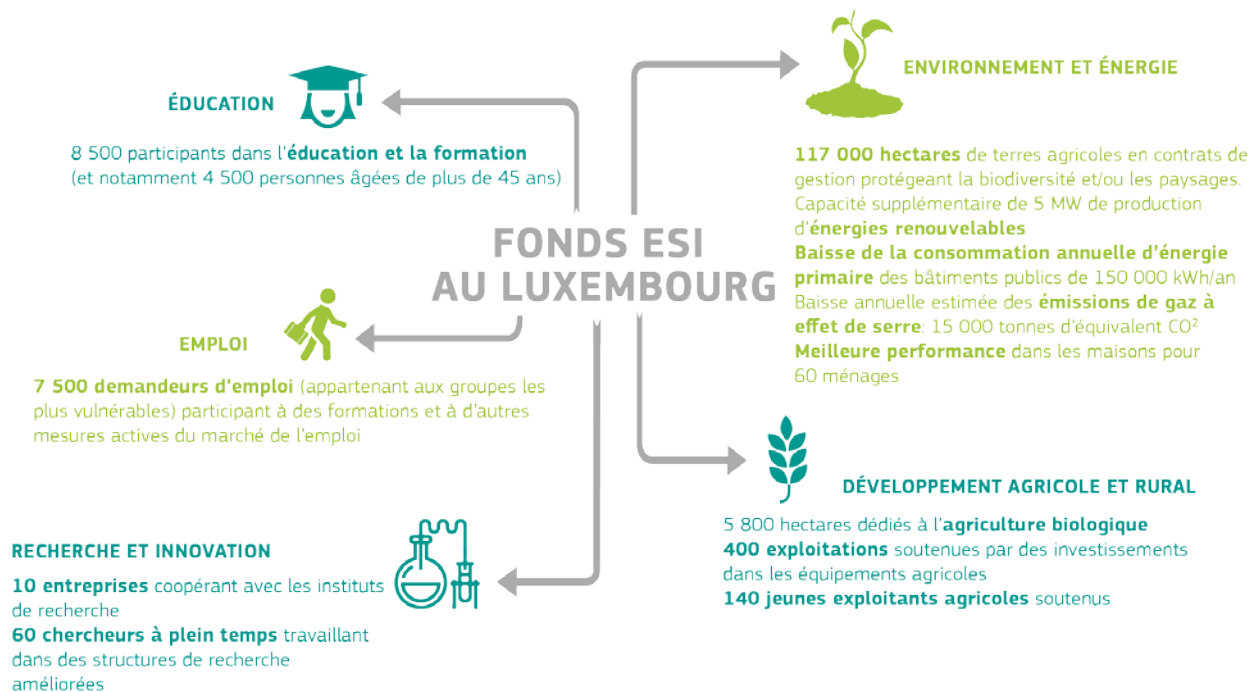 FONDS ESI
AU LUXEMBOURG
ÉDUCATION
8 500 participants dans l'éducation et la formation
(et notamment 4 500 personnes âgées de plus de 45 ans)
EMPLOI
7 500 demandeurs d'emploi (appartenant aux groupes les
plus vulnérables) participant à des formations et à d'autres
mesures actives du marché de l'emploi
RECHERCHE ET INNOVATION
10 entreprises coopérant avec les instituts
de recherche
60 chercheurs à plein temps travaillant
dans des structures de recherche
améliorées
ENVIRONNEMENT ET ÉNERGIE
117 000 hectares de terres agricoles en contrats de
gestion protégeant la biodiversité et/ou les paysages.
Capacité supplémentaire de 5 MW de production
d'énergies renouvelables
Baisse de la consommation annuelle d'énergie
primaire des bâtiments publics de 150 000 kWh/an
Baisse annuelle estimée des émissions de gaz à
effet de serre: 15 000 tonnes d'équivalent CO²
Meilleure performance dans les maisons pour
60 ménages
DÉVELOPPEMENT AGRICOLE ET RURAL
5 800 hectares dédiés à l'agriculture biologique
400 exploitations soutenues par des investissements
dans les équipements agricoles
140 jeunes exploitants agricoles soutenus